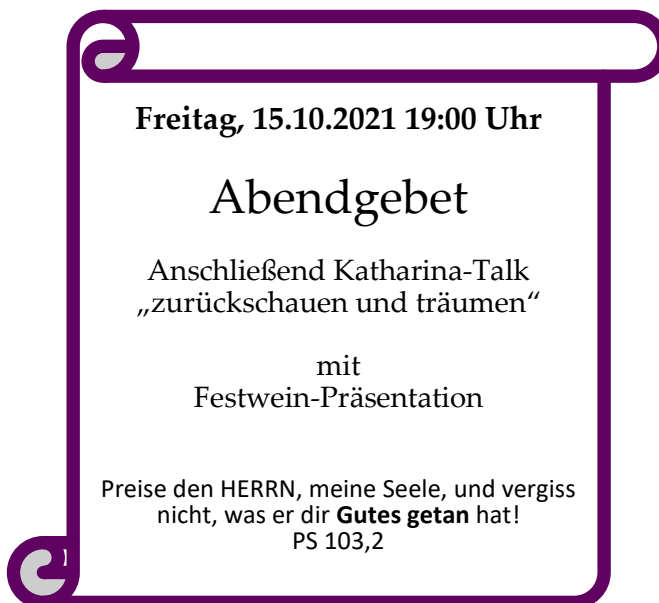 Freitag, 15.10.2021 19:00 Uhr
Abendgebet
Anschließend Katharina-Talk
„zurückschauen und träumen“
mit
Festwein-Präsentation
Preise den HERRN, meine Seele, und vergiss
nicht, was er dir Gutes getan hat!
PS 103,2